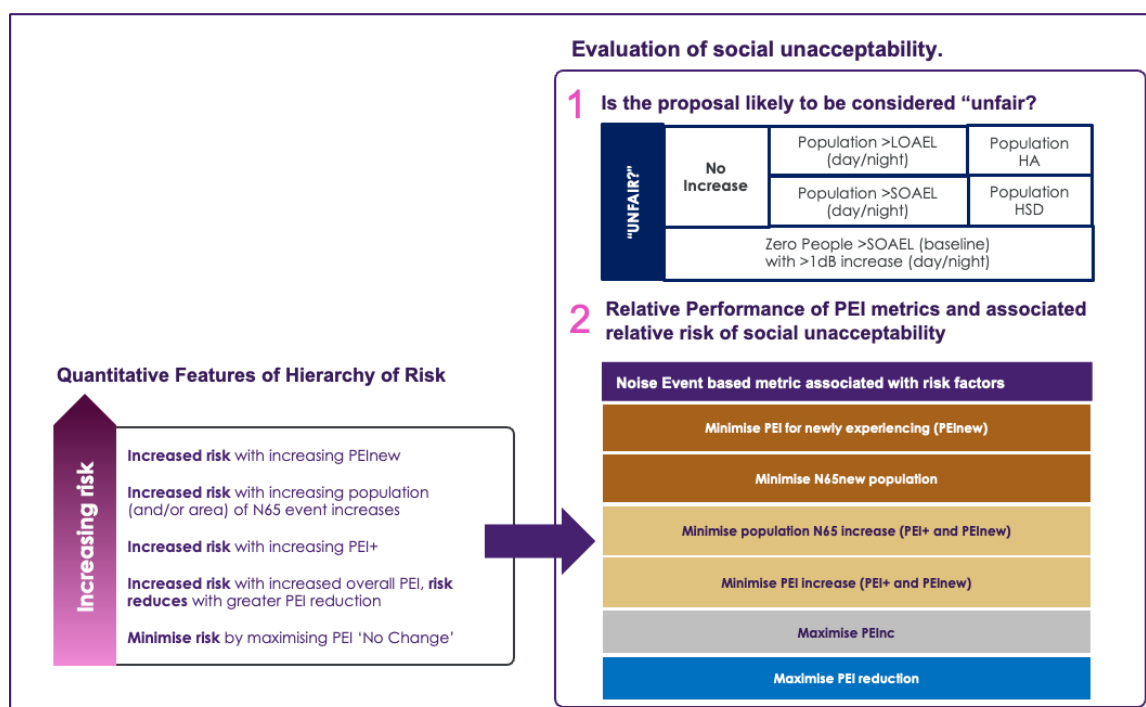 Evaluation of social unacceptability.
1
Is the proposal likely to be considered “unfair?
“UNFAIR?”
No
Increase
Population >LOAEL
(day/night)
Population
HA
Population >SOAEL
(day/night)
Population
HSD
Zero People >SOAEL (baseline)
with >1dB increase (day/night)
2
Relative Performance of PEI metrics and associated
relative risk of social unacceptability
Quantitative Features of Hierarchy of Risk
Increasing risk
Increased risk with increasing PEInew
Increased risk with increasing population
(and/or area) of N65 event increases
Increased risk with increasing PEI+
Increased risk with increased overall PEI, risk
reduces with greater PEI reduction
Minimise risk by maximising PEI ‘No Change’
Noise Event based metric associated with risk factors
Minimise PEI for newly experiencing (PEInew)
Minimise N65new population
Minimise population N65 increase (PEI+ and PEInew)
Minimise PEI increase (PEI+ and PEInew)
Maximise PEInc
Maximise PEI reduction